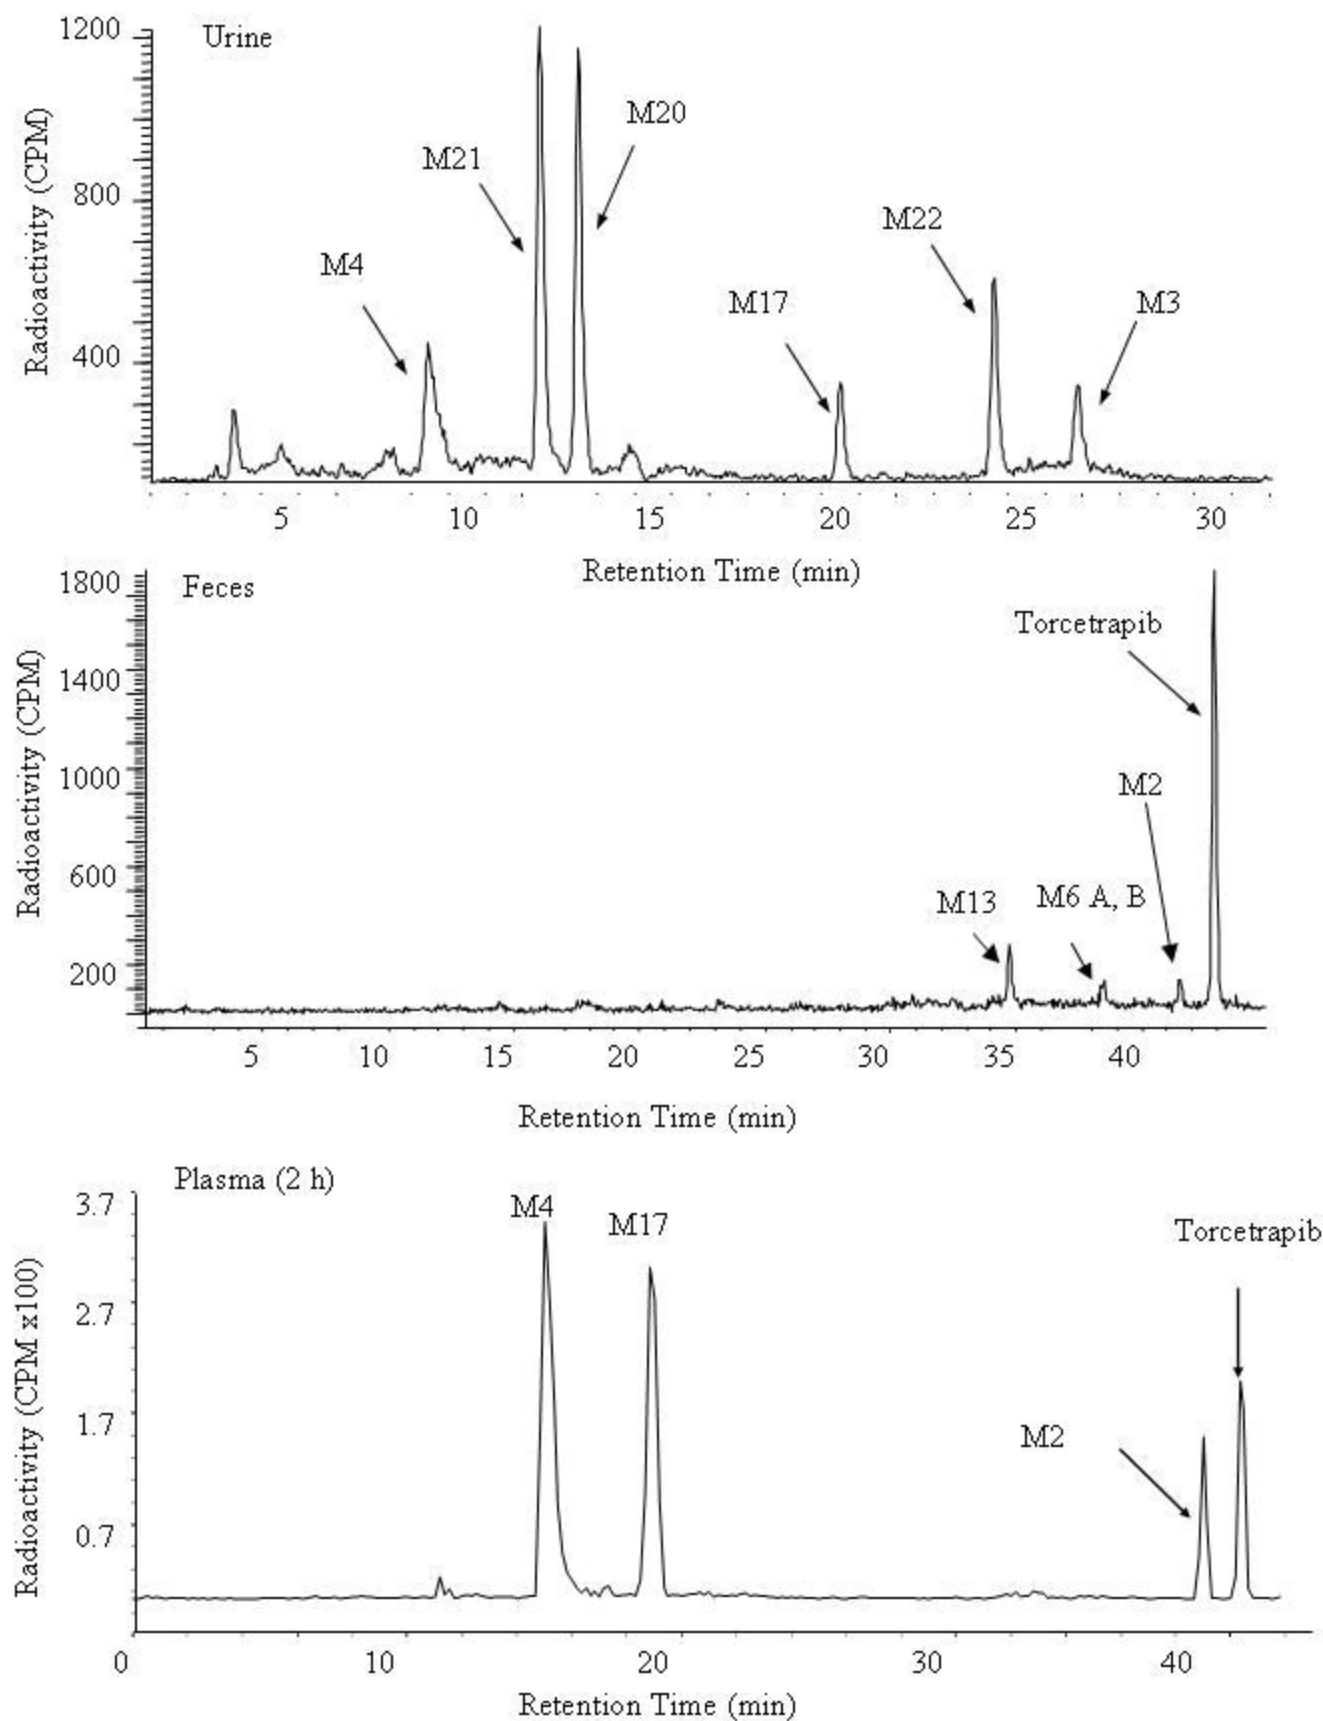 Urine
Radioactivity (CPM)
1200
800
400
M4
M21
M20
M17
M22
M3
5 10 15 20 25 30
Retention Time (min)
Feces
Radioactivity (CPM)
1800
1400
1000
600
200
Torcetrapib
M2
M13
M6 A, B
5 10 15 20 25 30 35 40
Retention Time (min)
Plasma (2 h)
Radioactivity (CPM x100)
3.7
2.7
1.7
0.7
M4
M17
Torcetrapib
M2
0 10 20 30 40
Retention Time (min)